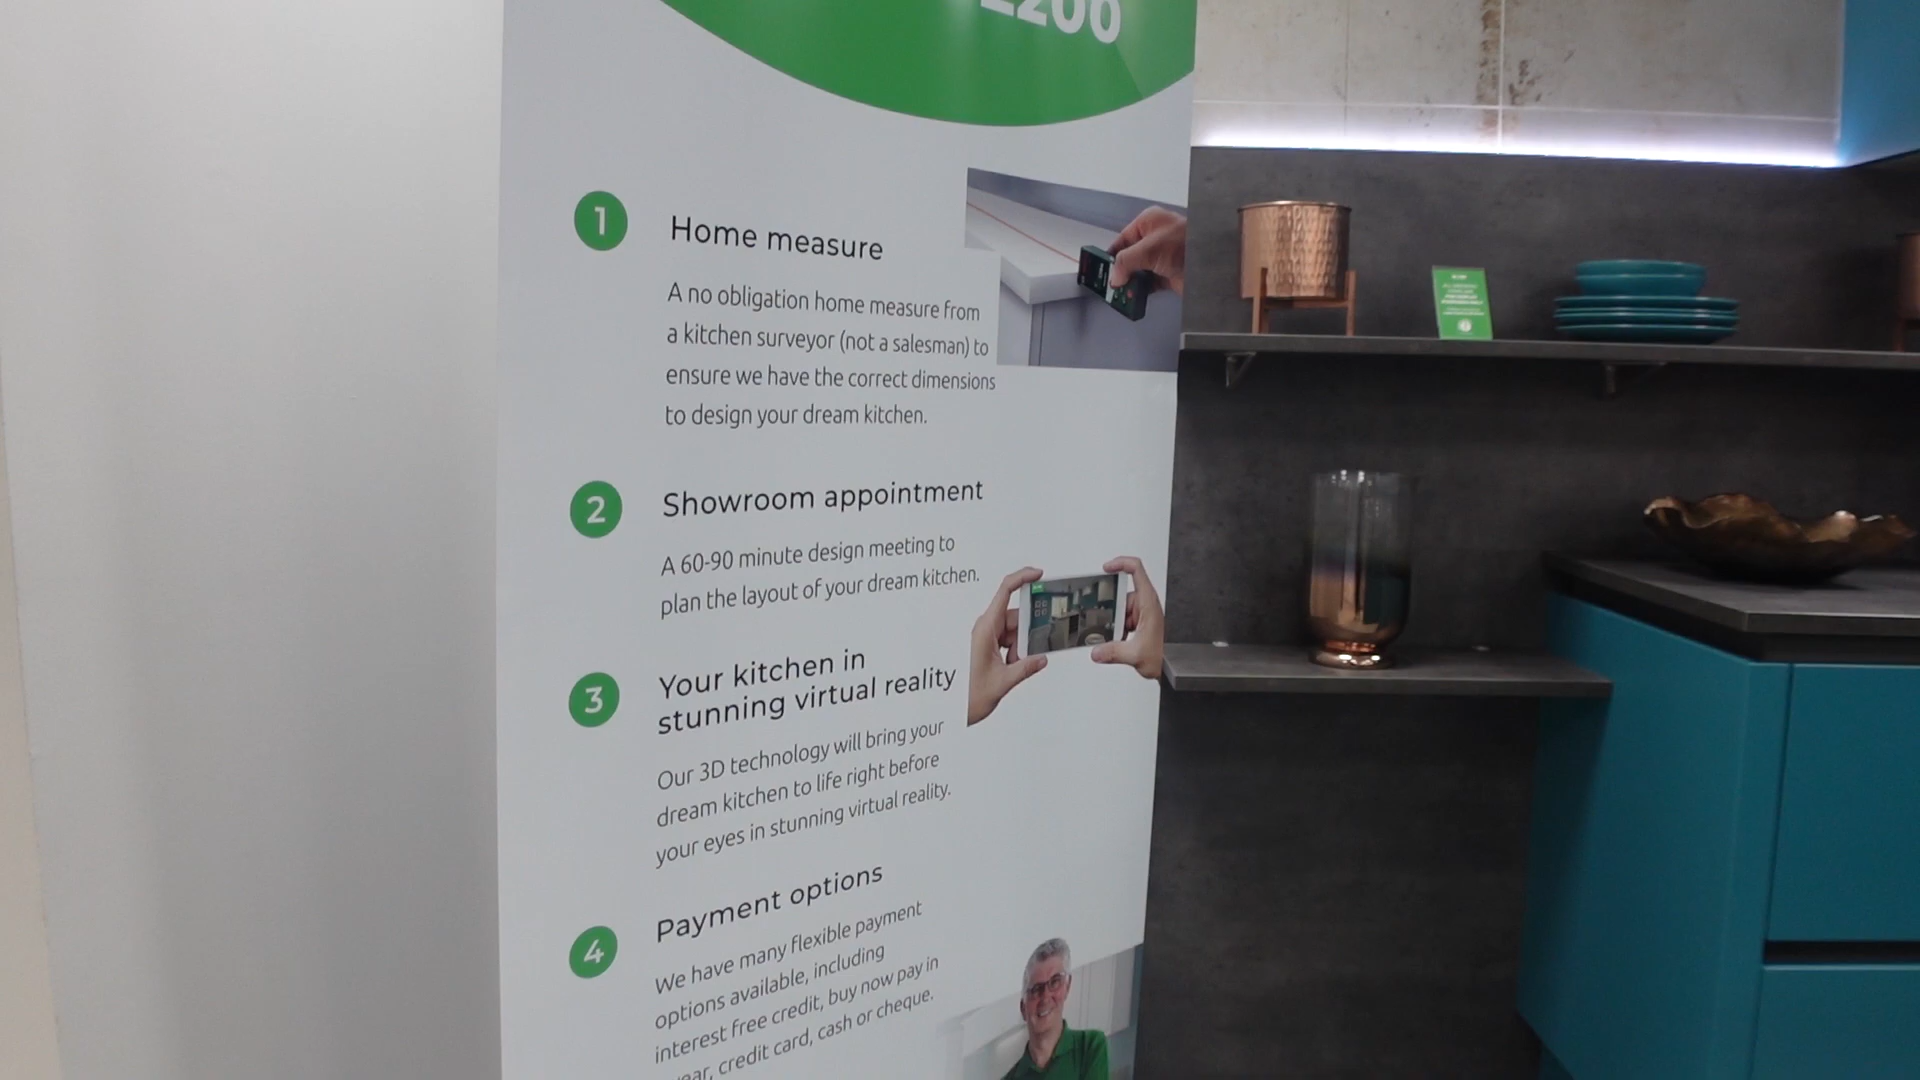 £200
1
Home measure
A no obligation home measure from
a kitchen surveyor (not a salesman) to
ensure we have the correct dimensions
to design your dream kitchen.
2
Showroom appointment
A 60-90 minute design meeting to
plan the layout of your dream kitchen.
3
Your kitchen in
stunning virtual reality
Our 3D technology will bring your
dream kitchen to life right before
your eyes in stunning virtual reality.
4
Payment options
We have many flexible payment
options available, including
interest free credit, buy now pay in
credit card, cash or cheque.